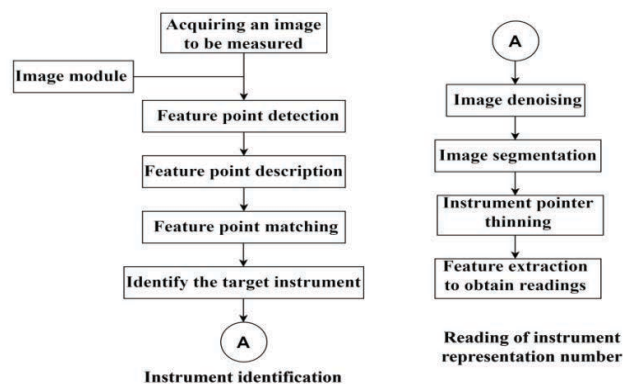 Acquiring an image
to be measured
Image module
Feature point detection
Feature point description
Feature point matching
Identify the target instrument
A
Instrument identification
A
Image denoising
Image segmentation
Instrument pointer
thinning
Feature extraction
to obtain readings
Reading of instrument
representation number